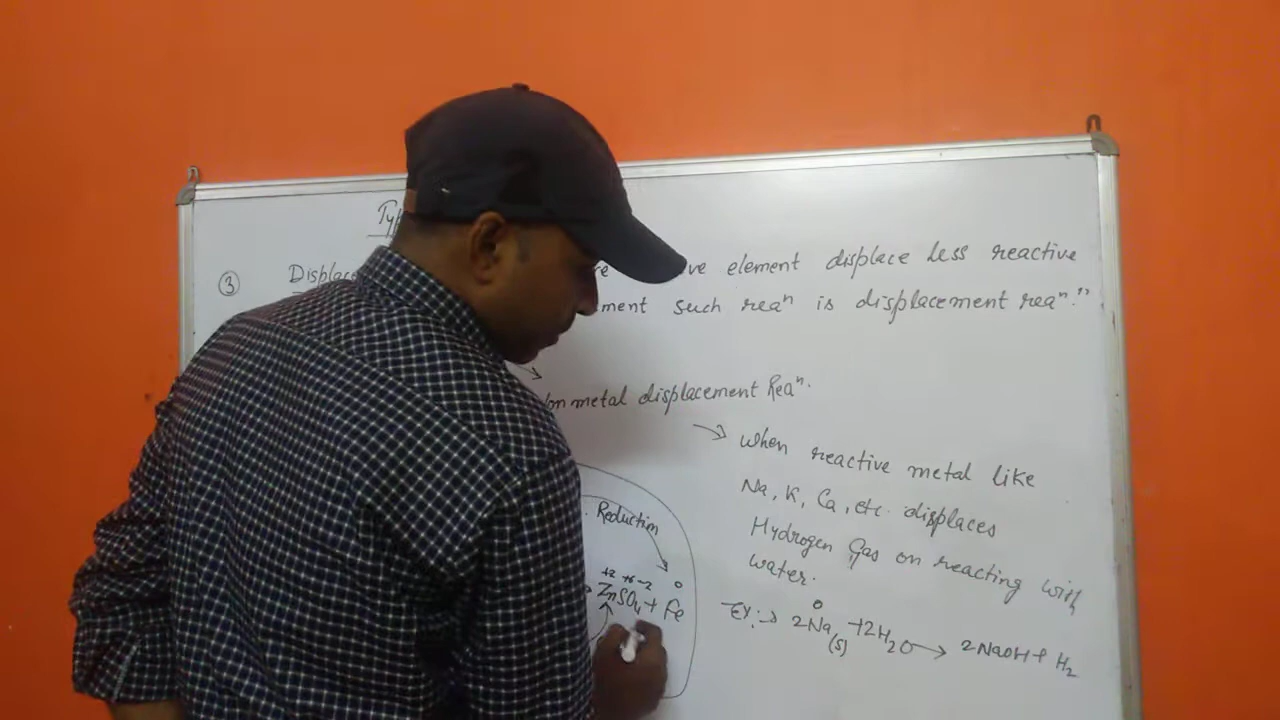 Typ
③ Displace re ve element displace less reactive
ment such reaⁿ is displacement reaⁿ."
Non metal displacement Reaⁿ.
→ when reactive metal like
Na, K, Ca, etc. displaces
Hydrogen Gas on reacting with
water.
Ex:→ 2Na(s) + 2H₂O → 2NaOH + H₂
0
Reduction
+2 +6 -2 0
ZnSO₄ + Fe